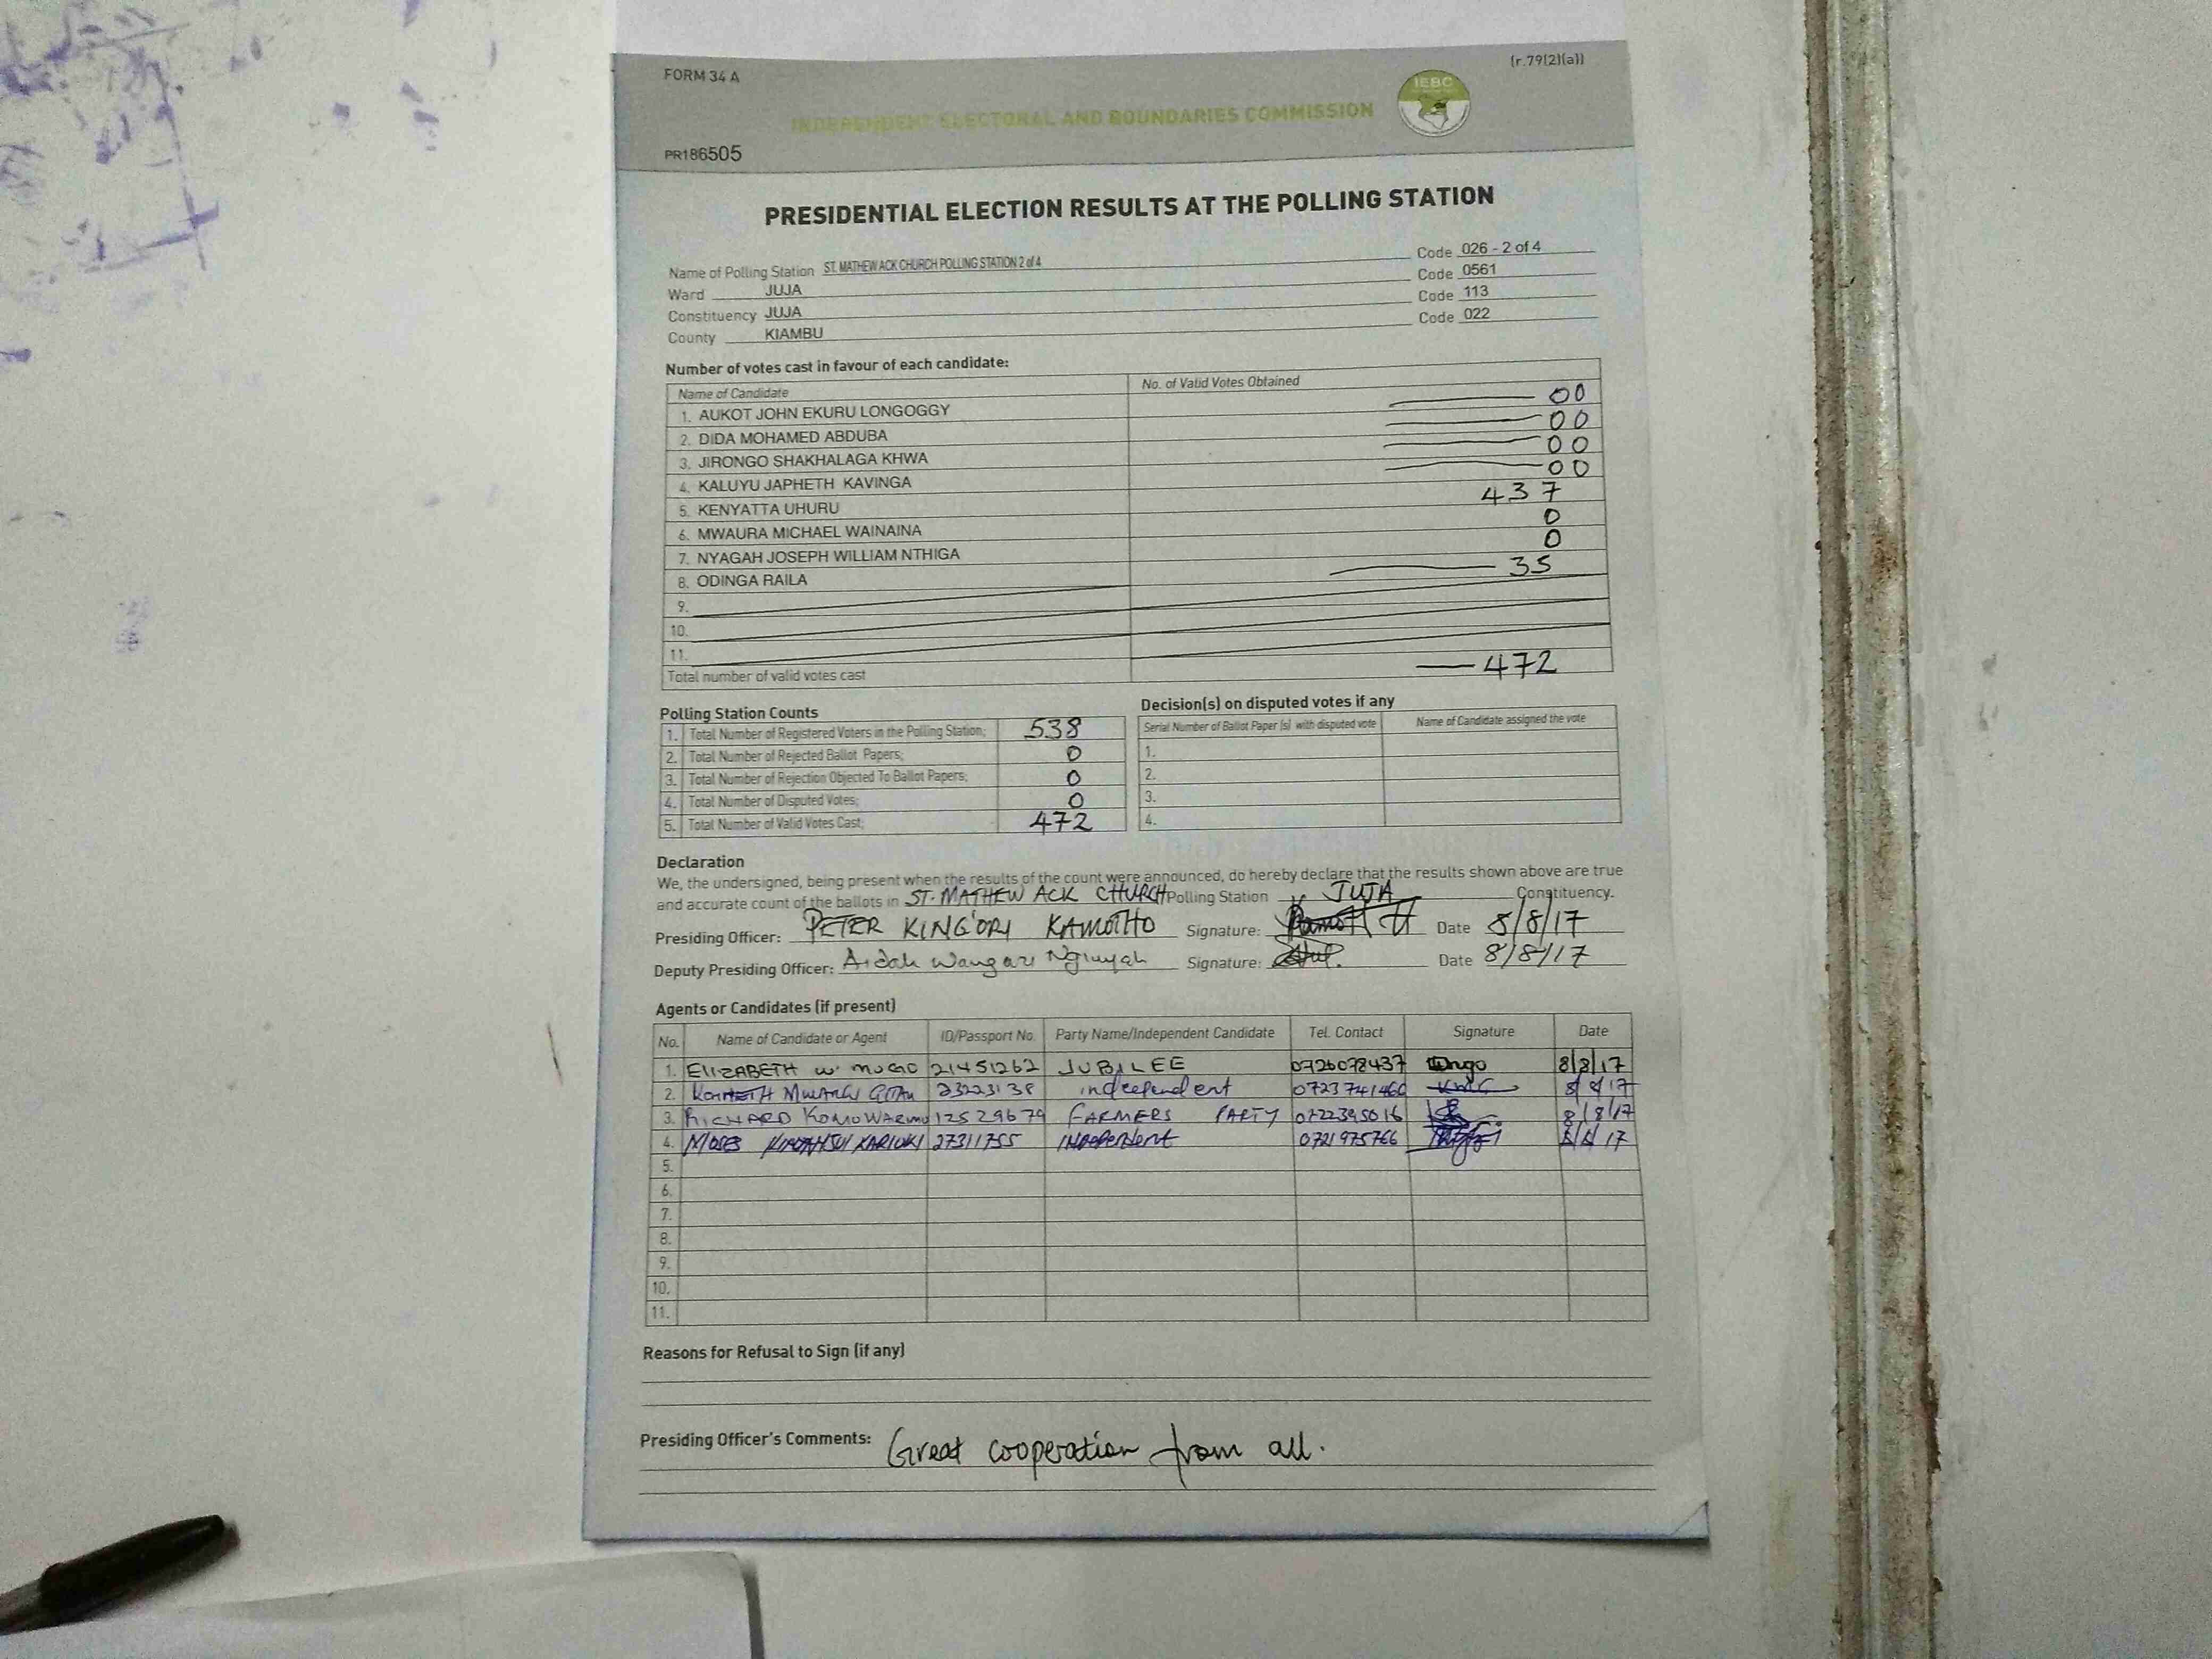 FORM 34 A
(r.79(2)(a))
IEBC
INDEPENDENT ELECTORAL AND BOUNDARIES COMMISSION
PR186505
PRESIDENTIAL ELECTION RESULTS AT THE POLLING STATION
Name of Polling Station ST. MATHEW ACK CHURCH POLLING STATION 2 of 4 Code 026 - 2 of 4
Ward JUJA Code 0561
Constituency JUJA Code 113
County KIAMBU Code 022
Number of votes cast in favour of each candidate:
Name of Candidate No. of Valid Votes Obtained
1. AUKOT JOHN EKURU LONGOGGY 00
2. DIDA MOHAMED ABDUBA 00
3. JIRONGO SHAKHALAGA KHWA 00
4. KALUYU JAPHETH KAVINGA 00
5. KENYATTA UHURU 437
6. MWAURA MICHAEL WAINAINA 0
7. NYAGAH JOSEPH WILLIAM NTHIGA 0
8. ODINGA RAILA 35
9.
10.
11.
Total number of valid votes cast 472
Polling Station Counts
1. Total Number of Registered Voters in the Polling Station; 538
2. Total Number of Rejected Ballot Papers; 0
3. Total Number of Rejection Objected To Ballot Papers; 0
4. Total Number of Disputed Votes; 0
5. Total Number of Valid Votes Cast; 472
Decision(s) on disputed votes if any
Serial Number of Ballot Paper (s) with disputed vote Name of Candidate assigned the vote
1.
2.
3.
4.
Declaration
We, the undersigned, being present when the results of the count were announced, do hereby declare that the results shown above are true
and accurate count of the ballots in ST. MATHEW ACK CHURCH Polling Station JUJA Constituency.
Presiding Officer: PETER KING'ORI KAMOTHO Signature: Date 8/8/17
Deputy Presiding Officer: Aidah Wangari Signature: Date 8/8/17
Agents or Candidates (if present)
No. Name of Candidate or Agent ID/Passport No. Party Name/Independent Candidate Tel. Contact Signature Date
1. ELIZABETH W. MUGO 21451262 JUBILEE 0726078437 8/8/17
2. MWANGI 23223138 independent 0723741460 8/8/17
3. RICHARD 12529679 FARMERS PARTY 0722395016 8/8/17
4. MOSES KARIUKI 27311755 INDEPENDENT 0721975766 8/8/17
5.
6.
7.
8.
9.
10.
11.
Reasons for Refusal to Sign (if any)
Presiding Officer's Comments: Great cooperation from all.